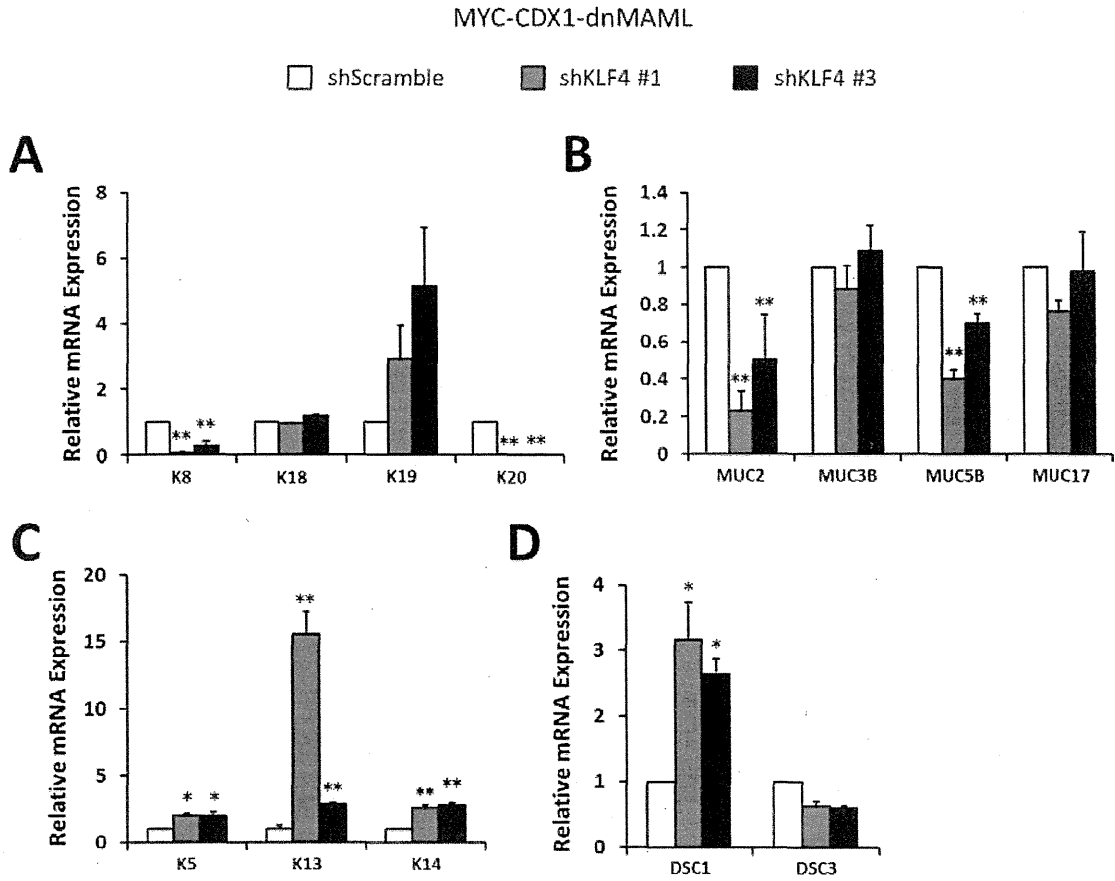 MYC-CDX1-dnMAML
shScramble shKLF4 #1 shKLF4 #3
A
Relative mRNA Expression
8
6
4
2
0
** ** ** **
K8 K18 K19 K20
B
Relative mRNA Expression
1.4
1.2
1
0.8
0.6
0.4
0.2
0
** ** ** **
MUC2 MUC3B MUC5B MUC17
C
Relative mRNA Expression
20
15
10
5
0
* * ** ** ** **
K5 K13 K14
D
Relative mRNA Expression
4
3
2
1
0
* *
DSC1 DSC3